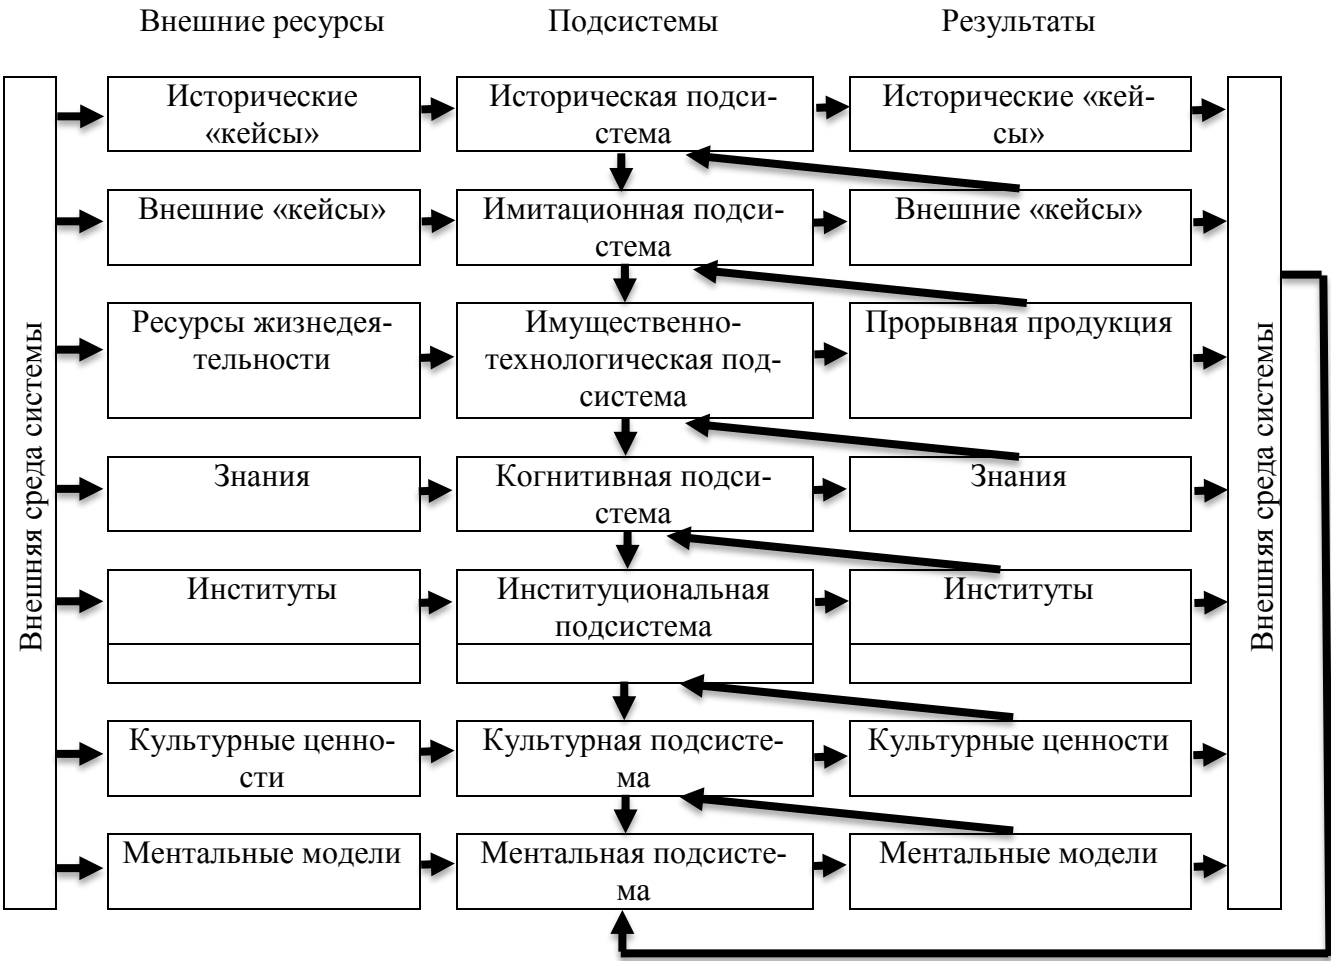 Внешние ресурсы
Подсистемы
Результаты
Внешняя среда системы
Исторические
«кейсы»
Историческая подси-
стема
Исторические «кей-
сы»
Внешние «кейсы»
Имитационная подси-
стема
Внешние «кейсы»
Ресурсы жизнедея-
тельности
Имущественно-
технологическая под-
система
Прорывная продукция
Знания
Когнитивная подси-
стема
Знания
Институты
Институциональная
подсистема
Институты
Культурные ценно-
сти
Культурная подсисте-
ма
Культурные ценности
Ментальные модели
Ментальная подсисте-
ма
Ментальные модели
Внешняя среда системы